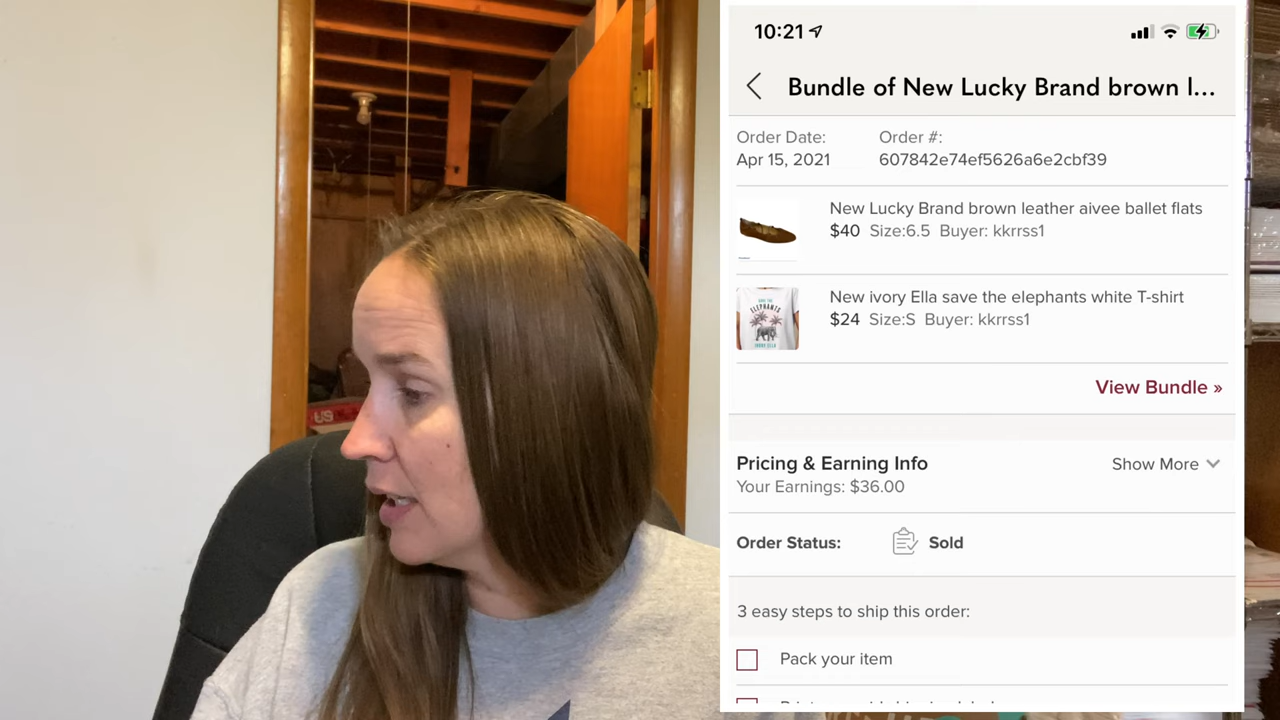 10:21
Bundle of New Lucky Brand brown l...
Order Date:
Order #:
Apr 15, 2021
607842e74ef5626a6e2cbf39
New Lucky Brand brown leather aivee ballet flats
$40 Size:6.5 Buyer: kkrrss1
New ivory Ella save the elephants white T-shirt
$24 Size:S Buyer: kkrrss1
ELEPHANTS
View Bundle »
Pricing & Earning Info
Show More
Your Earnings: $36.00
Order Status:
Sold
3 easy steps to ship this order:
Pack your item
US